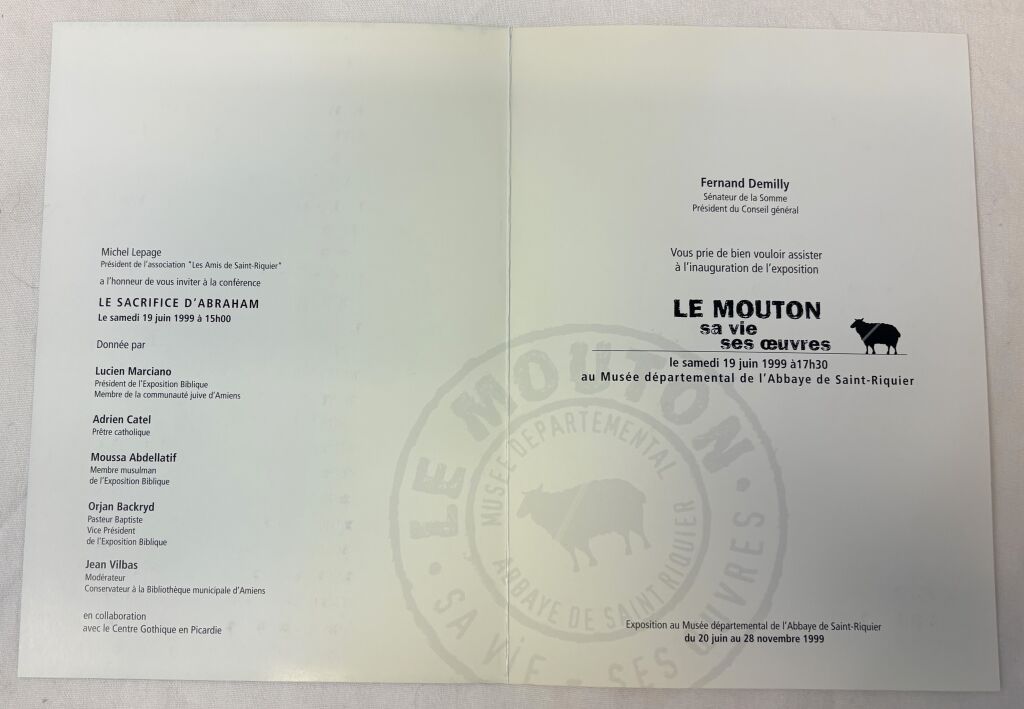 Michel Lepage
Président de l'association "Les Amis de Saint-Riquier"
a l'honneur de vous inviter à la conférence
LE SACRIFICE D'ABRAHAM
Le samedi 19 juin 1999 à 15h00
Donnée par
Lucien Marciano
Président de l'Exposition Biblique
Membre de la communauté juive d'Amiens
Adrien Catel
Prêtre catholique
Moussa Abdellatif
Membre musulman
de l'Exposition Biblique
Orjan Backryd
Pasteur Baptiste
Vice Président
de l'Exposition Biblique
Jean Vilbas
Modérateur
Conservateur à la Bibliothèque municipale d'Amiens
en collaboration
avec le Centre Gothique en Picardie
Fernand Demilly
Sénateur de la Somme
Président du Conseil général
Vous prie de bien vouloir assister
à l'inauguration de l'exposition
LE MOUTON
sa vie
ses œuvres
le samedi 19 juin 1999 à17h30
au Musée départemental de l'Abbaye de Saint-Riquier
LE MOUTON • SA VIE - SES ŒUVRES •
MUSÉE DÉPARTEMENTAL
ABBAYE DE SAINT RIQUIER
Exposition au Musée départemental de l'Abbaye de Saint-Riquier
du 20 juin au 28 novembre 1999